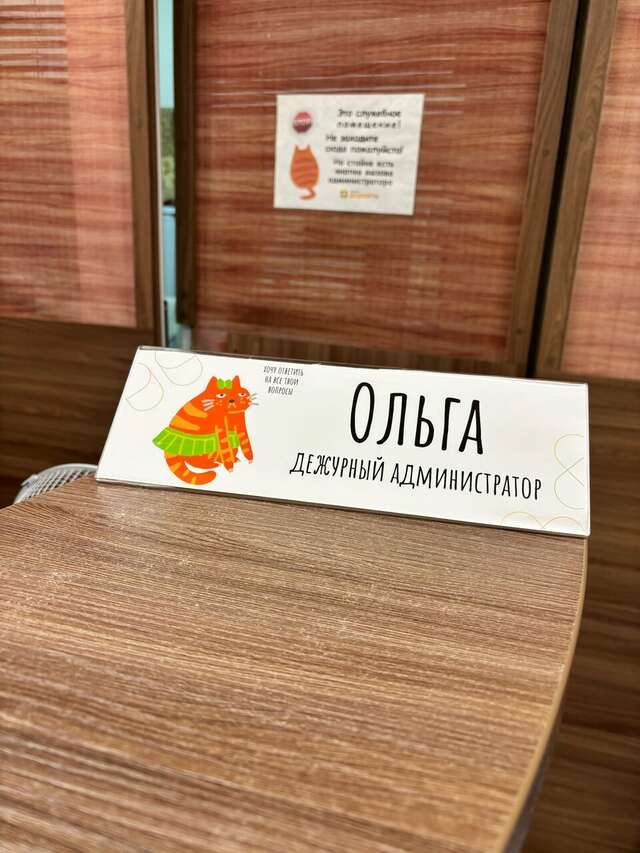 Это служебное
помещение!
Не заходите
сюда пожалуйста!
На стойке есть
кнопка вызова
администратора
ХОЧУ ОТВЕТИТЬ
НА ВСЕ ТВОИ
ВОПРОСЫ
ОЛЬГА
ДЕЖУРНЫЙ АДМИНИСТРАТОР